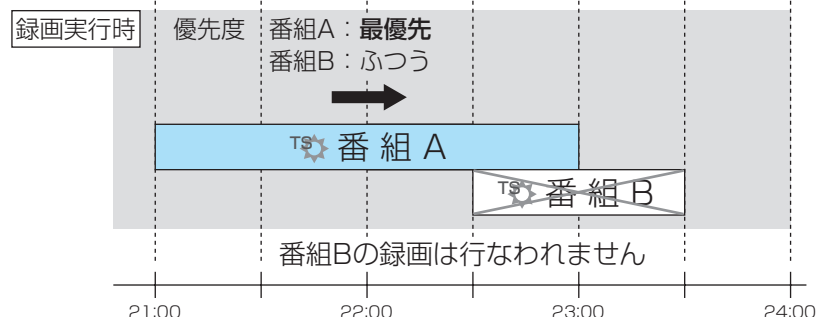 録画実行時
優先度 番組A：最優先
番組B：ふつう
TS 番組A
TS 番組B
番組Bの録画は行なわれません
21:00 22:00 23:00 24:00